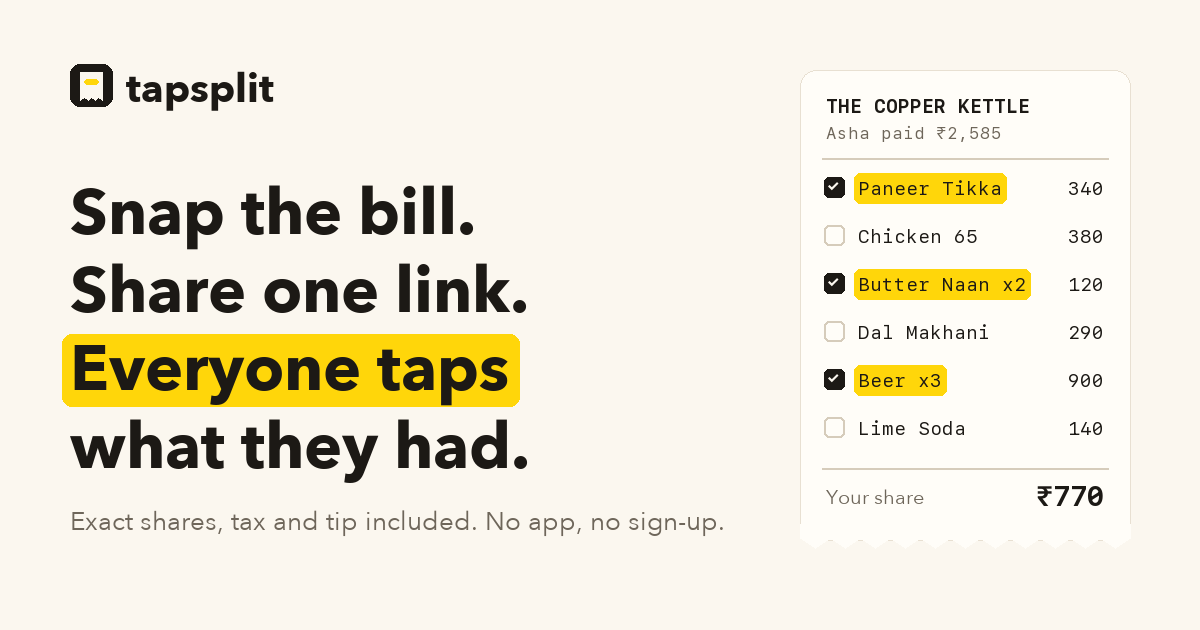 tapsplit
Snap the bill.
Share one link.
Everyone taps
what they had.
Exact shares, tax and tip included. No app, no sign-up.
THE COPPER KETTLE
Asha paid ₹2,585
Paneer Tikka 340
Chicken 65 380
Butter Naan x2 120
Dal Makhani 290
Beer x3 900
Lime Soda 140
Your share ₹770